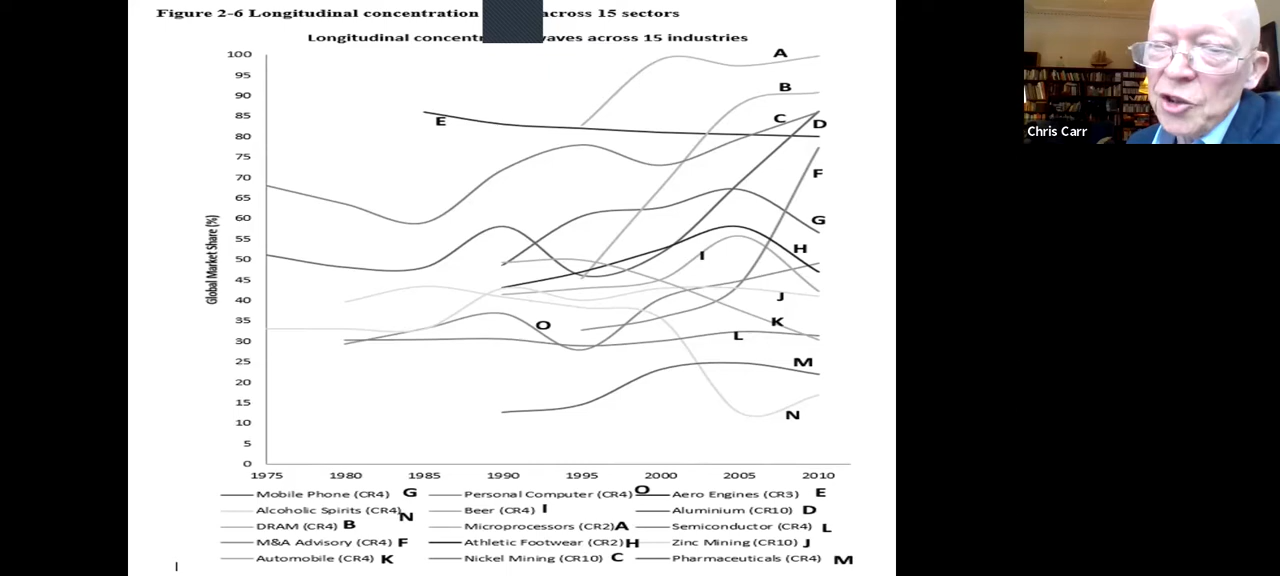 Figure 2-6 Longitudinal concentration across 15 sectors
Longitudinal concent waves across 15 industries
A
B
C
D
E
F
G
H
I
J
K
L
M
N
O
Global Market Share (%)
100
95
90
85
80
75
70
65
60
55
50
45
40
35
30
25
20
15
10
5
0
1975 1980 1985 1990 1995 2000 2005 2010
Mobile Phone (CR4) G Personal Computer (CR4) O Aero Engines (CR3) E
Alcoholic Spirits (CR4) N Beer (CR4) I Aluminium (CR10) D
DRAM (CR4) B Microprocessors (CR2) A Semiconductor (CR4) L
M&A Advisory (CR4) F Athletic Footwear (CR2) H Zinc Mining (CR10) J
Automobile (CR4) K Nickel Mining (CR10) C Pharmaceuticals (CR4) M
Chris Carr